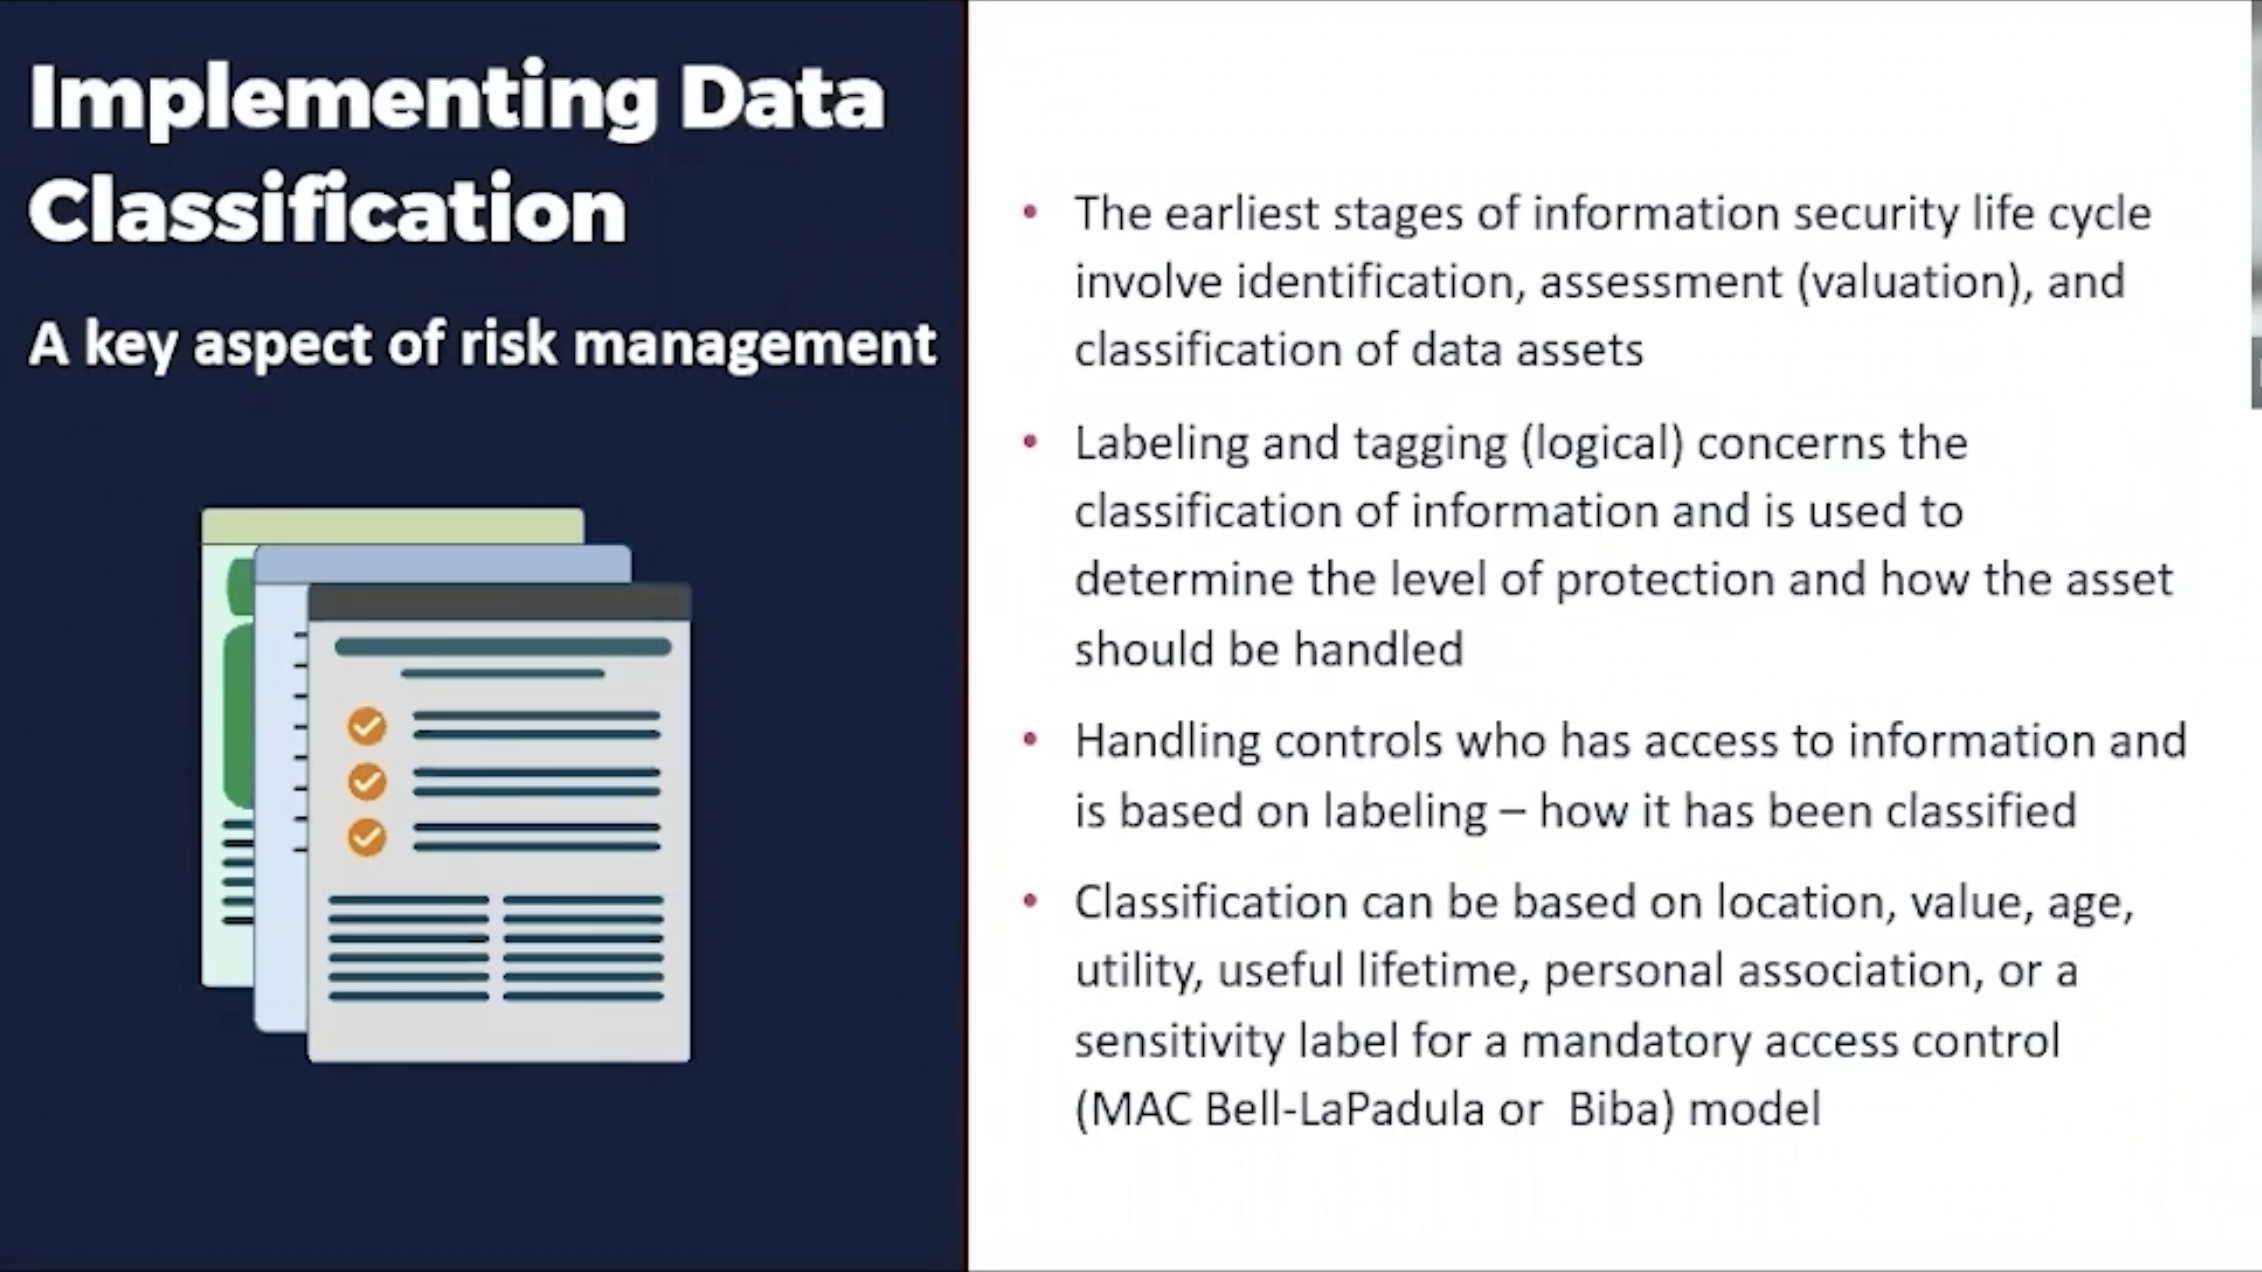 Implementing Data
Classification
A key aspect of risk management
• The earliest stages of information security life cycle
involve identification, assessment (valuation), and
classification of data assets
• Labeling and tagging (logical) concerns the
classification of information and is used to
determine the level of protection and how the asset
should be handled
• Handling controls who has access to information and
is based on labeling – how it has been classified
• Classification can be based on location, value, age,
utility, useful lifetime, personal association, or a
sensitivity label for a mandatory access control
(MAC Bell-LaPadula or  Biba) model